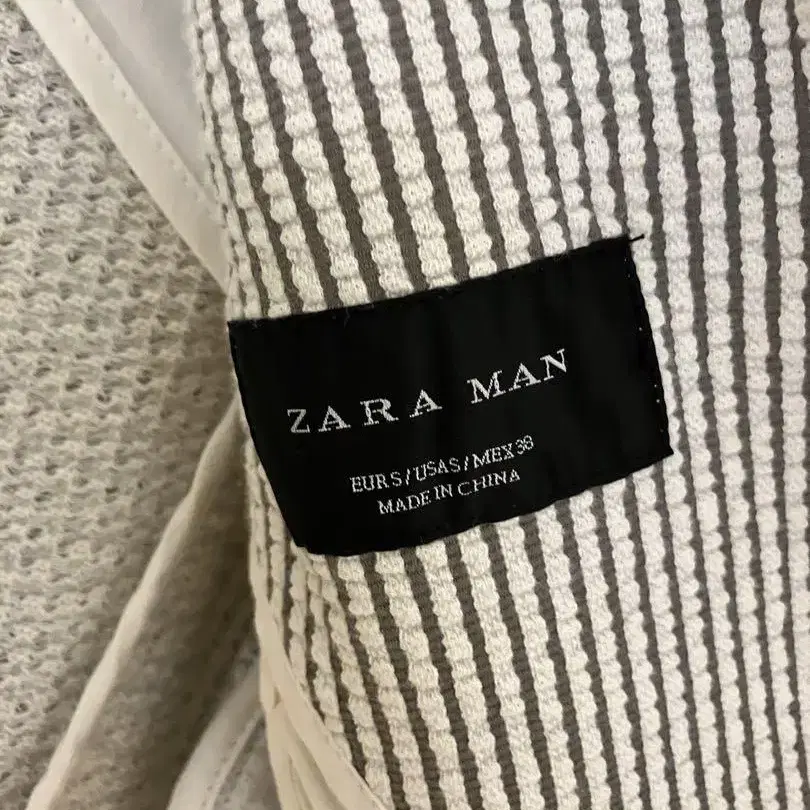 ZARA MAN
EUR S / USA S / MEX 38
MADE IN CHINA